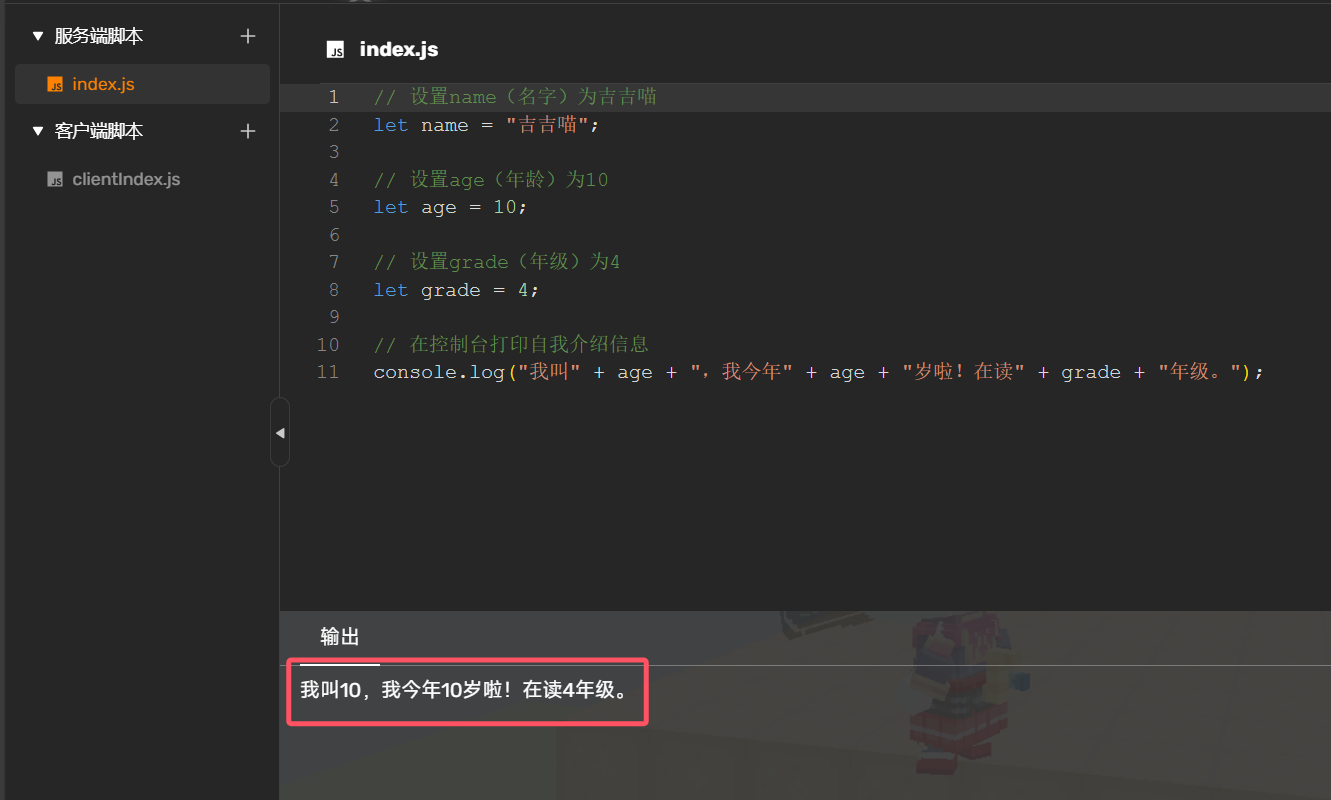 服务端脚本
index.js
客户端脚本
clientIndex.js
index.js
1 // 设置name（名字）为吉吉喵
2 let name = "吉吉喵";
3
4 // 设置age（年龄）为10
5 let age = 10;
6
7 // 设置grade（年级）为4
8 let grade = 4;
9
10 // 在控制台打印自我介绍信息
11 console.log("我叫" + age + "，我今年" + age + "岁啦！在读" + grade + "年级。");
输出
我叫10，我今年10岁啦！在读4年级。